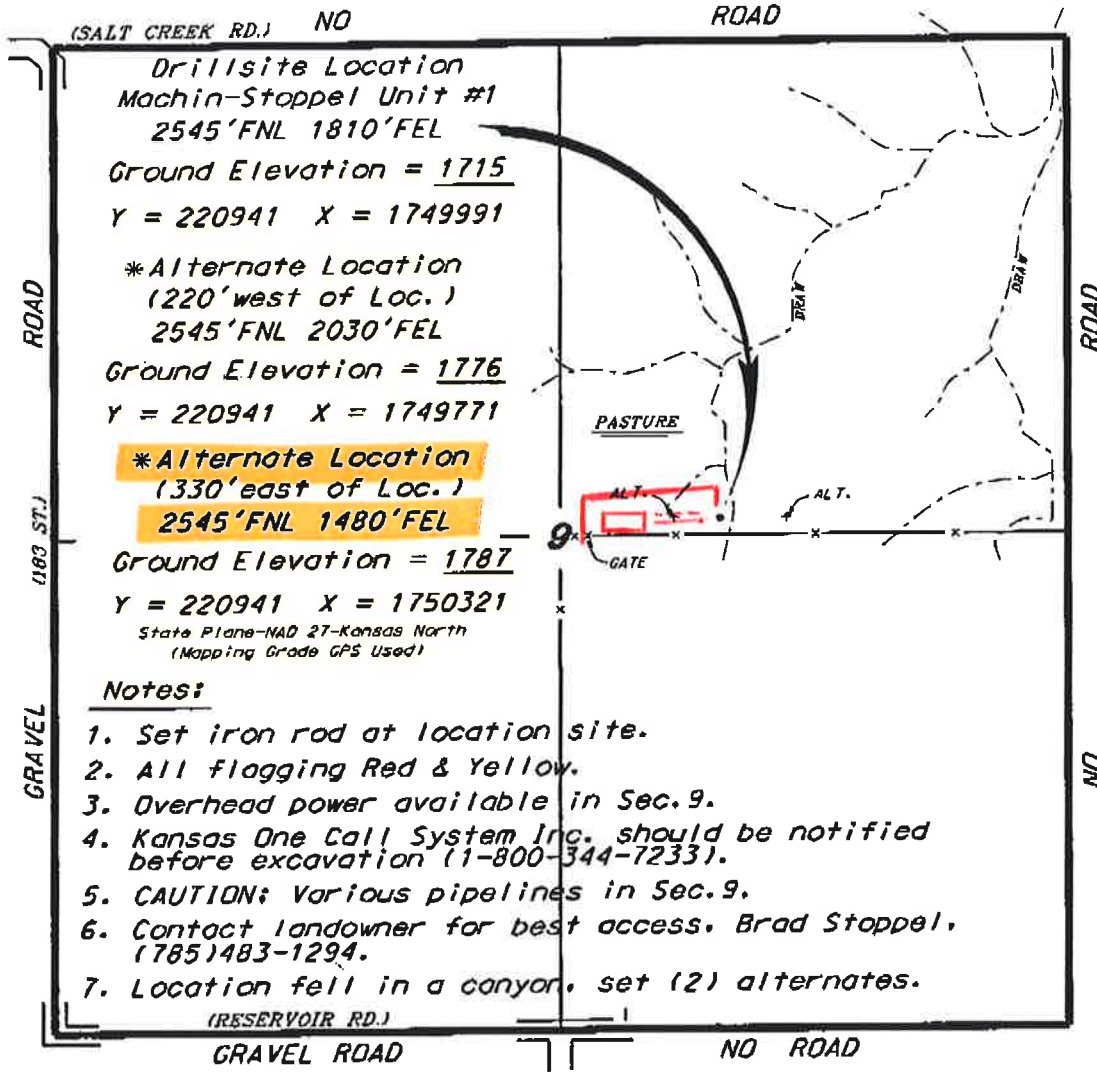 (SALT CREEK RD.) NO ROAD
Drillsite Location
Machin-Stoppel Unit #1
2545'FNL 1810'FEL
Ground Elevation = 1715
Y = 220941 X = 1749991
*Alternate Location
(220'west of Loc.)
2545'FNL 2030'FEL
Ground Elevation = 1776
Y = 220941 X = 1749771
*Alternate Location
(330'east of Loc.)
2545'FNL 1480'FEL
Ground Elevation = 1787
Y = 220941 X = 1750321
State Plane-NAD 27-Kansas North
(Mapping Grade GPS Used)
ROAD
(183 ST.)
GRAVEL
DRAW
DRAW
PASTURE
ALT.
ALT.
9
GATE
ROAD
NO
Notes:
1. Set iron rod at location site.
2. All flagging Red & Yellow.
3. Overhead power available in Sec.9.
4. Kansas One Call System Inc. should be notified
before excavation (1-800-344-7233).
5. CAUTION: Various pipelines in Sec.9.
6. Contact landowner for best access. Brad Stoppel.
(785)483-1294.
7. Location fell in a canyon, set (2) alternates.
(RESERVOIR RD.)
GRAVEL ROAD NO ROAD